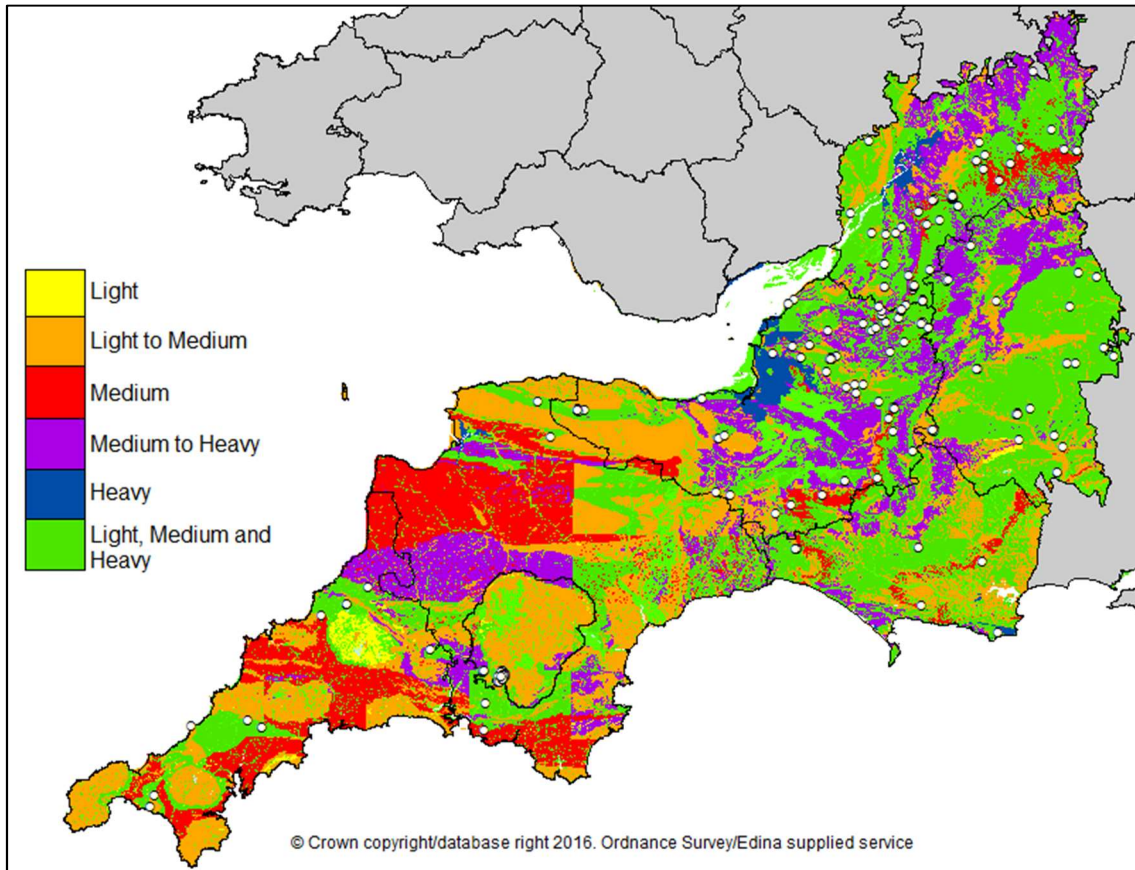 Light
Light to Medium
Medium
Medium to Heavy
Heavy
Light, Medium and
Heavy
© Crown copyright/database right 2016. Ordnance Survey/Edina supplied service